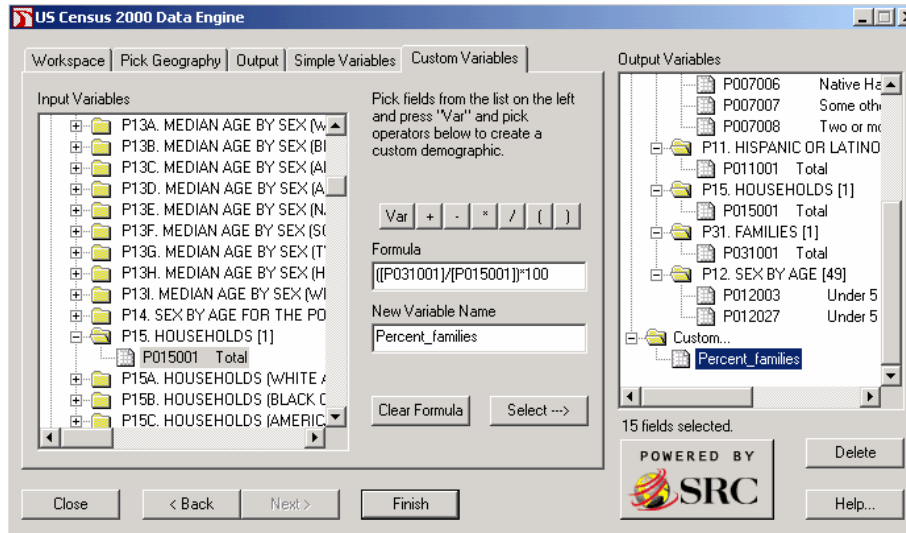 US Census 2000 Data Engine
Workspace
Pick Geography
Output
Simple Variables
Custom Variables
Input Variables
P13A. MEDIAN AGE BY SEX (W
P13B. MEDIAN AGE BY SEX (Bl
P13C. MEDIAN AGE BY SEX (Al
P13D. MEDIAN AGE BY SEX (A
P13E. MEDIAN AGE BY SEX (N.
P13F. MEDIAN AGE BY SEX (S(
P13G. MEDIAN AGE BY SEX (T
P13H. MEDIAN AGE BY SEX (H
P13I. MEDIAN AGE BY SEX (WI
P14. SEX BY AGE FOR THE PO
P15. HOUSEHOLDS [1]
P015001 Total
P15A. HOUSEHOLDS (WHITE
P15B. HOUSEHOLDS (BLACK C
P15C. HOUSEHOLDS (AMERIC
Pick fields from the list on the left
and press "Var" and pick
operators below to create a
custom demographic.
Var + - * / ( )
Formula
([P031001]/[P015001])*100
New Variable Name
Percent_families
Clear Formula
Select --->
Output Variables
P007006 Native Ha
P007007 Some othe
P007008 Two or mo
P11. HISPANIC OR LATINO
P011001 Total
P15. HOUSEHOLDS [1]
P015001 Total
P31. FAMILIES [1]
P031001 Total
P12. SEX BY AGE [49]
P012003 Under 5
P012027 Under 5
Custom...
Percent_families
15 fields selected.
POWERED BY
SRC
Delete
Help...
Close
< Back
Next >
Finish